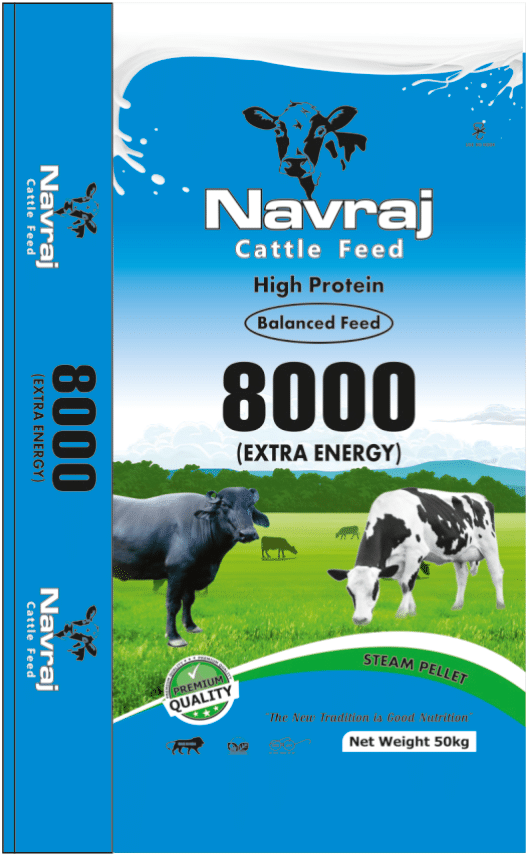 Navraj
Cattle Feed
8000
(EXTRA ENERGY)
Navraj
Cattle Feed
Navraj
Cattle Feed
High Protein
Balanced Feed
8000
(EXTRA ENERGY)
STEAM PELLET
PREMIUM
QUALITY
The New Tradition is Good Nutrition
Net Weight 50kg